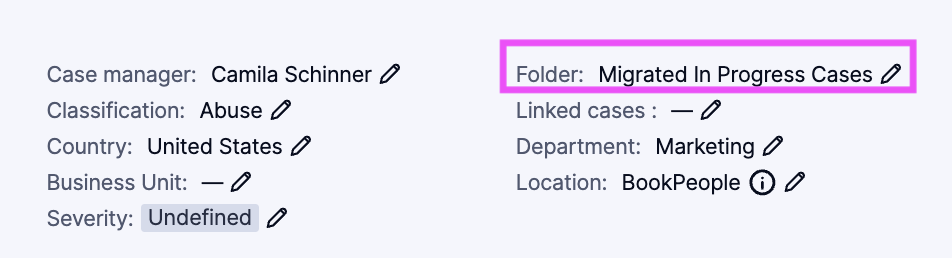 Case manager: Camila Schinner
Classification: Abuse
Country: United States
Business Unit: —
Severity: Undefined
Folder: Migrated In Progress Cases
Linked cases : —
Department: Marketing
Location: BookPeople